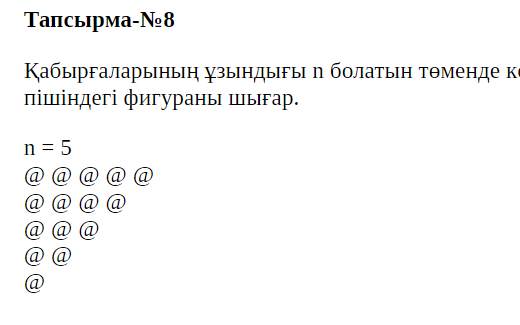 Тапсырма-№8
Қабырғаларының ұзындығы n болатын төменде
пішіндегі фигураны шығар.
n = 5
@ @ @ @ @
@ @ @ @
@ @ @
@ @
@